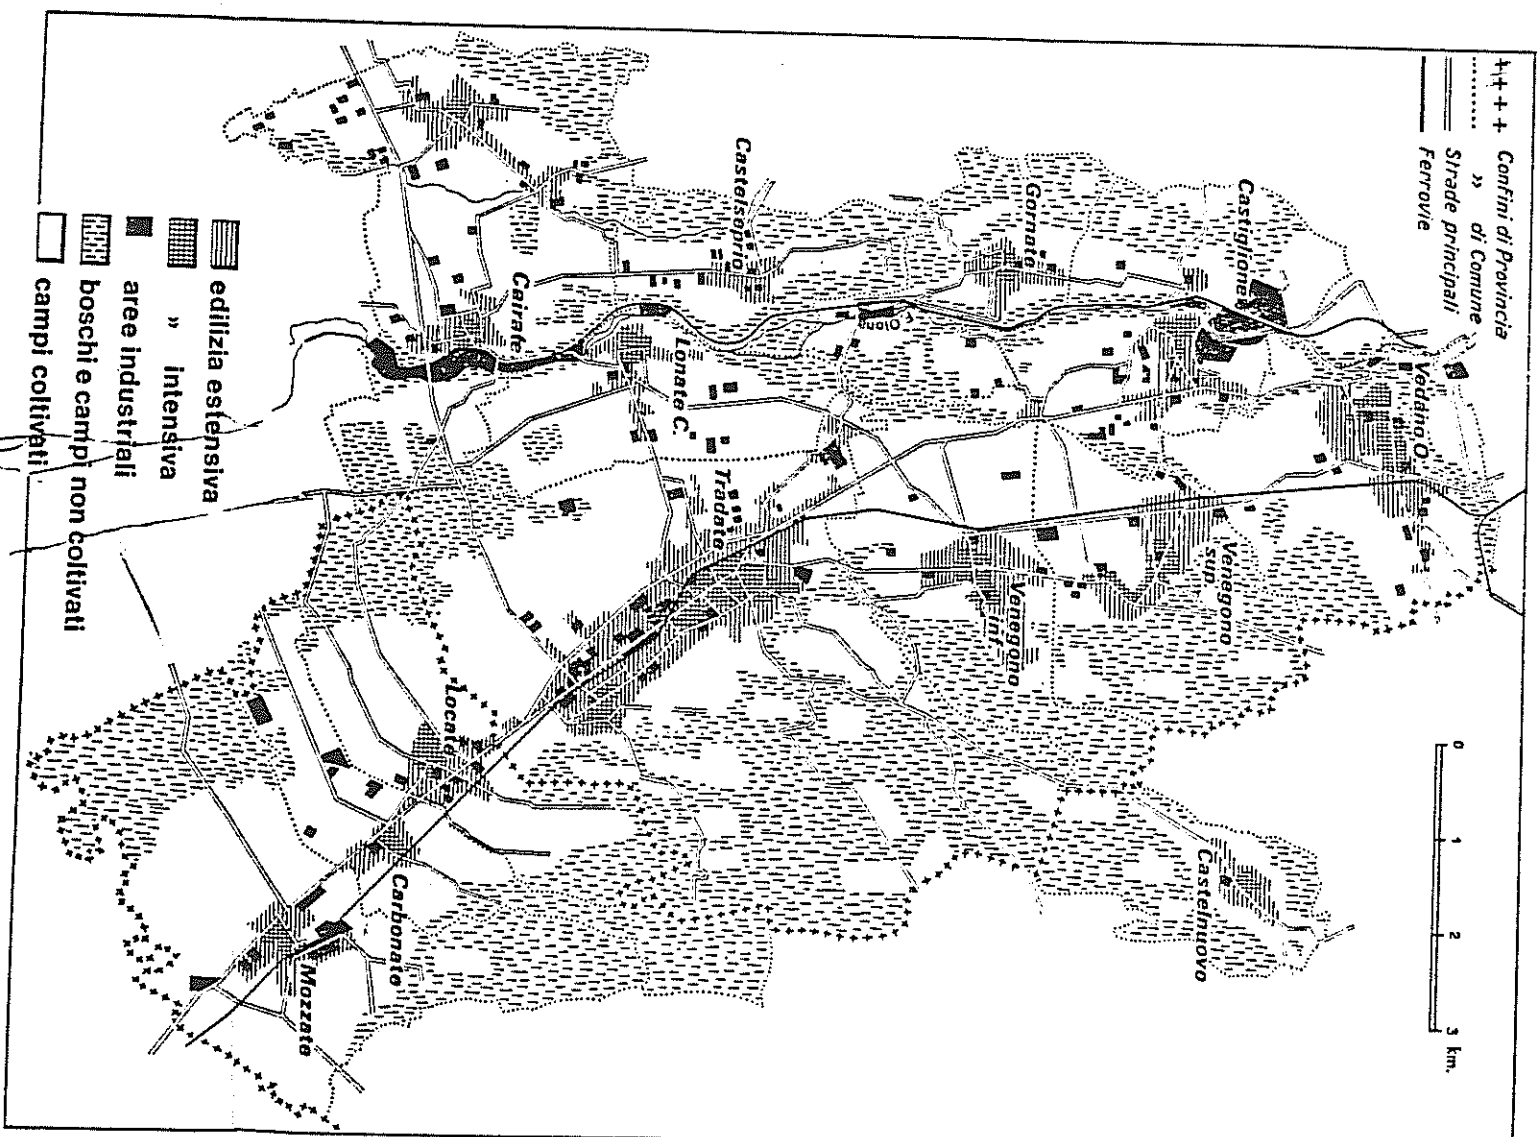 ++++ Confini di Provincia
...... » di Comune
Strade principali
Ferrovie
Castiglione
Vedano O.
Gornate
Castelseprio
F. Olona
Venegono
sup.
Venegono
inf.
Lonate C.
Tradate
Cairate
Castelnuovo
Locate
Carbonate
Mozzate
0 1 2 3 km.
edilizia estensiva
» intensiva
aree industriali
boschi e campi non coltivati
campi coltivati